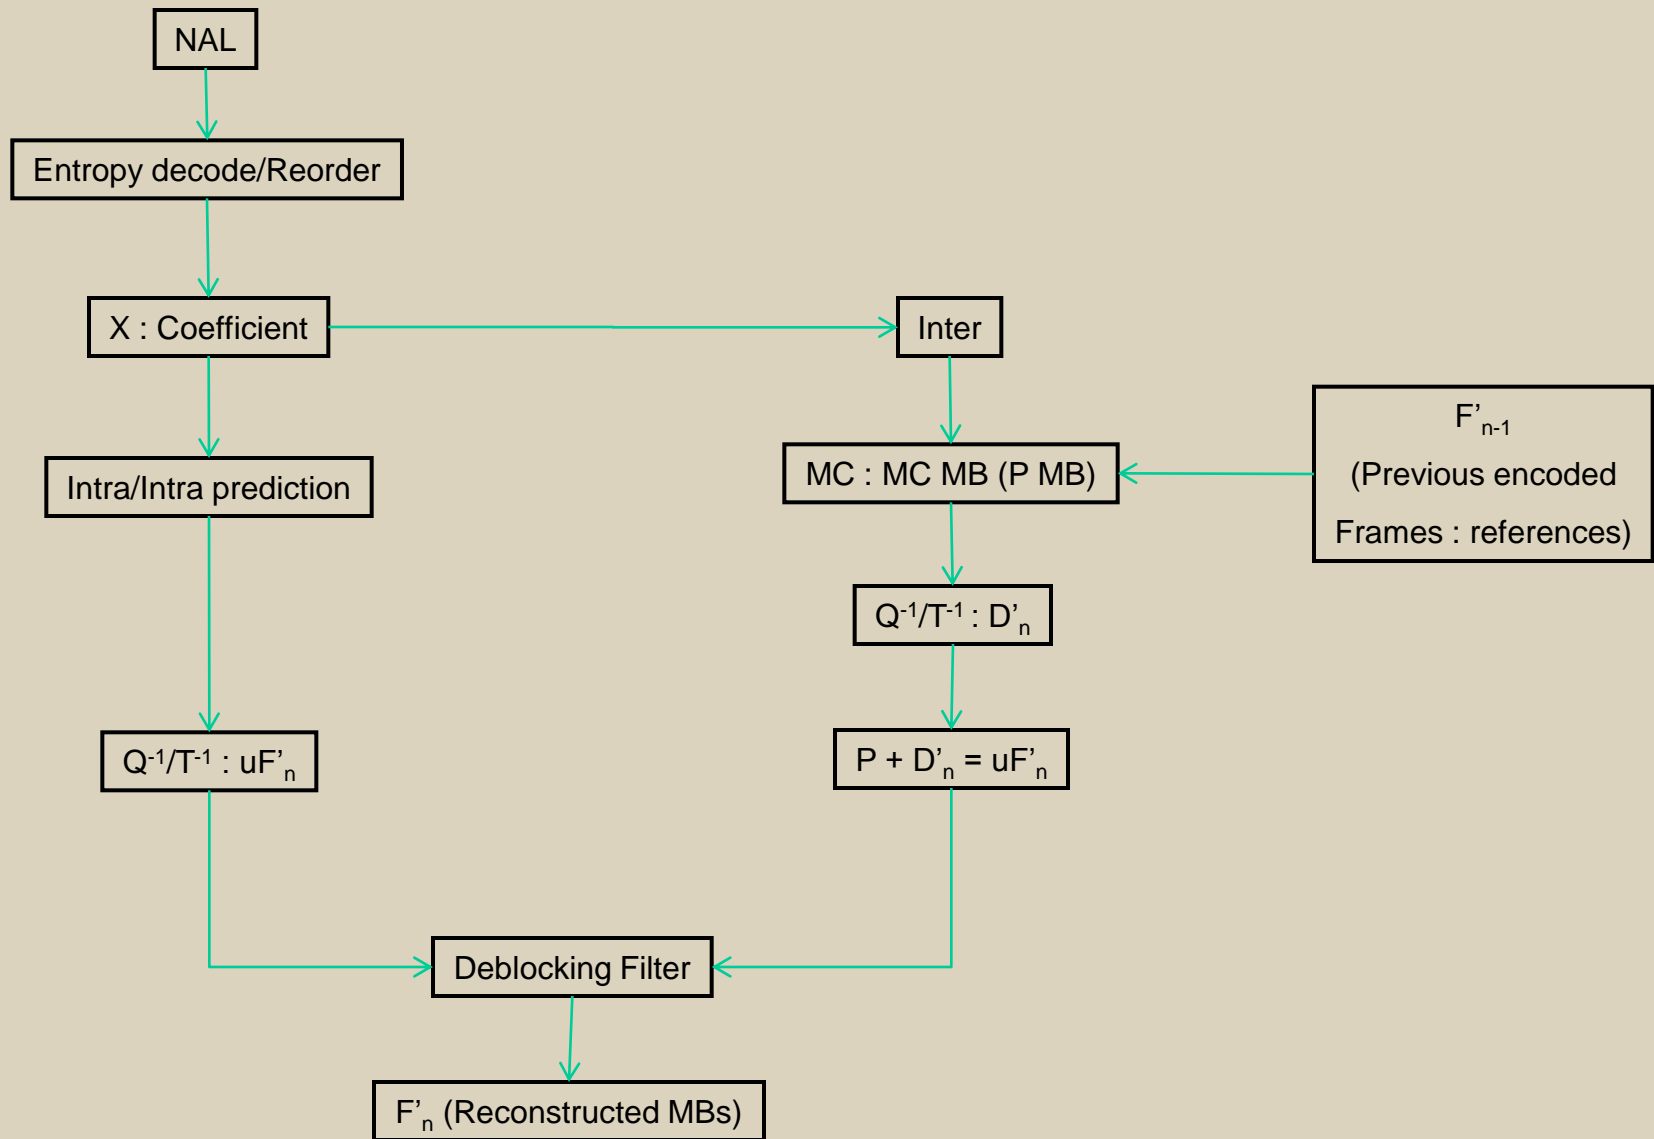 NAL
Entropy decode/Reorder
X : Coefficient
Inter
F’n-1
(Previous encoded
Frames : references)
MC : MC MB (P MB)
Intra/Intra prediction
Q-1/T-1 : D’n
Q-1/T-1 : uF’n
P + D’n = uF’n
Deblocking Filter
F’n (Reconstructed MBs)